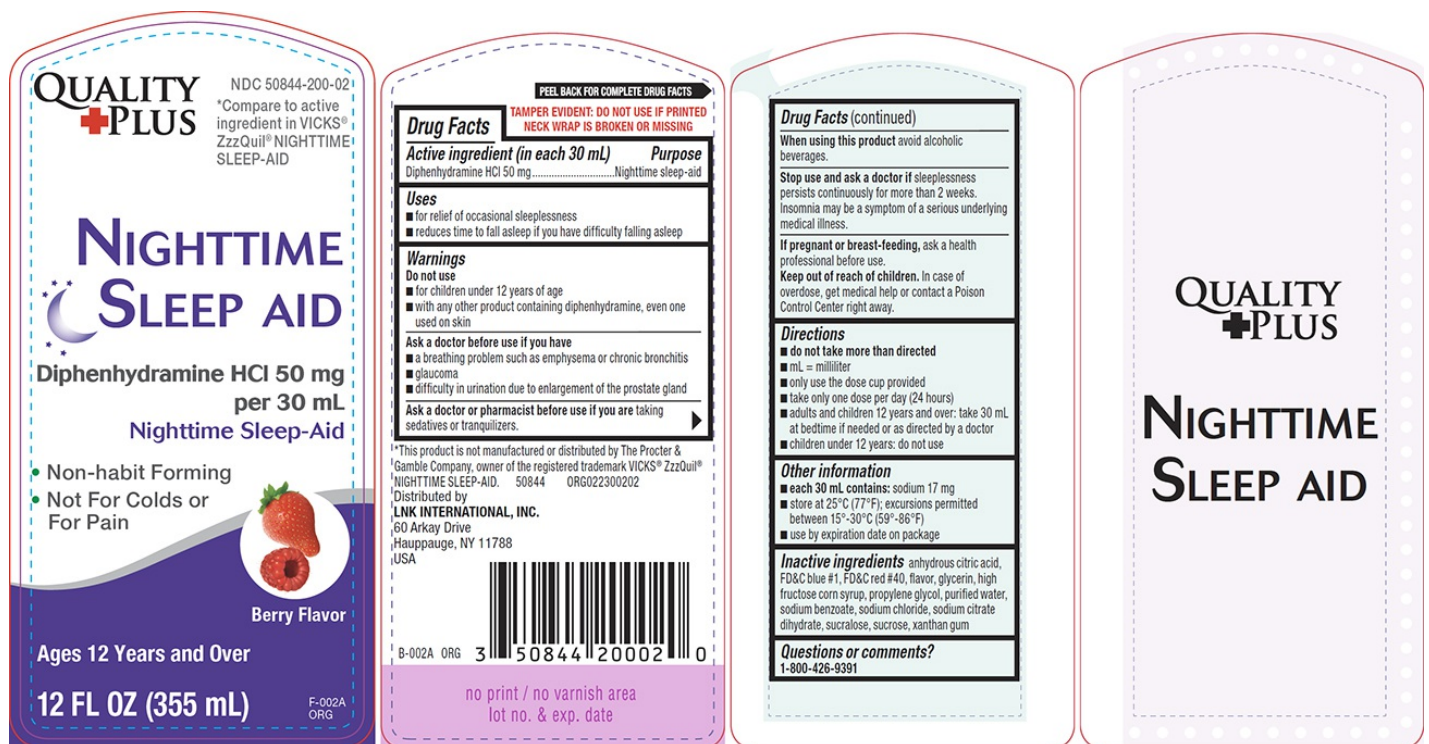 QUALITY
PLUS
NDC 50844-200-02
*Compare to active
ingredient in VICKS®
ZzzQuil® NIGHTTIME
SLEEP-AID
NIGHTTIME
SLEEP AID
Diphenhydramine HCl 50 mg
per 30 mL
Nighttime Sleep-Aid
• Non-habit Forming
• Not For Colds or
For Pain
Berry Flavor
Ages 12 Years and Over
12 FL OZ (355 mL)
F-002A
ORG
PEEL BACK FOR COMPLETE DRUG FACTS
TAMPER EVIDENT: DO NOT USE IF PRINTED
NECK WRAP IS BROKEN OR MISSING
Drug Facts
Active ingredient (in each 30 mL) Purpose
Diphenhydramine HCl 50 mg..............................Nighttime sleep-aid
Uses
■ for relief of occasional sleeplessness
■ reduces time to fall asleep if you have difficulty falling asleep
Warnings
Do not use
■ for children under 12 years of age
■ with any other product containing diphenhydramine, even one
used on skin
Ask a doctor before use if you have
■ a breathing problem such as emphysema or chronic bronchitis
■ glaucoma
■ difficulty in urination due to enlargement of the prostate gland
Ask a doctor or pharmacist before use if you are taking
sedatives or tranquilizers.
*This product is not manufactured or distributed by The Procter &
Gamble Company, owner of the registered trademark VICKS® ZzzQuil®
NIGHTTIME SLEEP-AID. 50844 ORG022300202
Distributed by
LNK INTERNATIONAL, INC.
60 Arkay Drive
Hauppauge, NY 11788
USA
B-002A ORG 3 50844 20002 0
no print / no varnish area
lot no. & exp. date
Drug Facts (continued)
When using this product avoid alcoholic
beverages.
Stop use and ask a doctor if sleeplessness
persists continuously for more than 2 weeks.
Insomnia may be a symptom of a serious underlying
medical illness.
If pregnant or breast-feeding, ask a health
professional before use.
Keep out of reach of children. In case of
overdose, get medical help or contact a Poison
Control Center right away.
Directions
■ do not take more than directed
■ mL = milliliter
■ only use the dose cup provided
■ take only one dose per day (24 hours)
■ adults and children 12 years and over: take 30 mL
at bedtime if needed or as directed by a doctor
■ children under 12 years: do not use
Other information
■ each 30 mL contains: sodium 17 mg
■ store at 25°C (77°F); excursions permitted
between 15°-30°C (59°-86°F)
■ use by expiration date on package
Inactive ingredients anhydrous citric acid,
FD&C blue #1, FD&C red #40, flavor, glycerin, high
fructose corn syrup, propylene glycol, purified water,
sodium benzoate, sodium chloride, sodium citrate
dihydrate, sucralose, sucrose, xanthan gum
Questions or comments?
1-800-426-9391
QUALITY
PLUS
NIGHTTIME
SLEEP AID